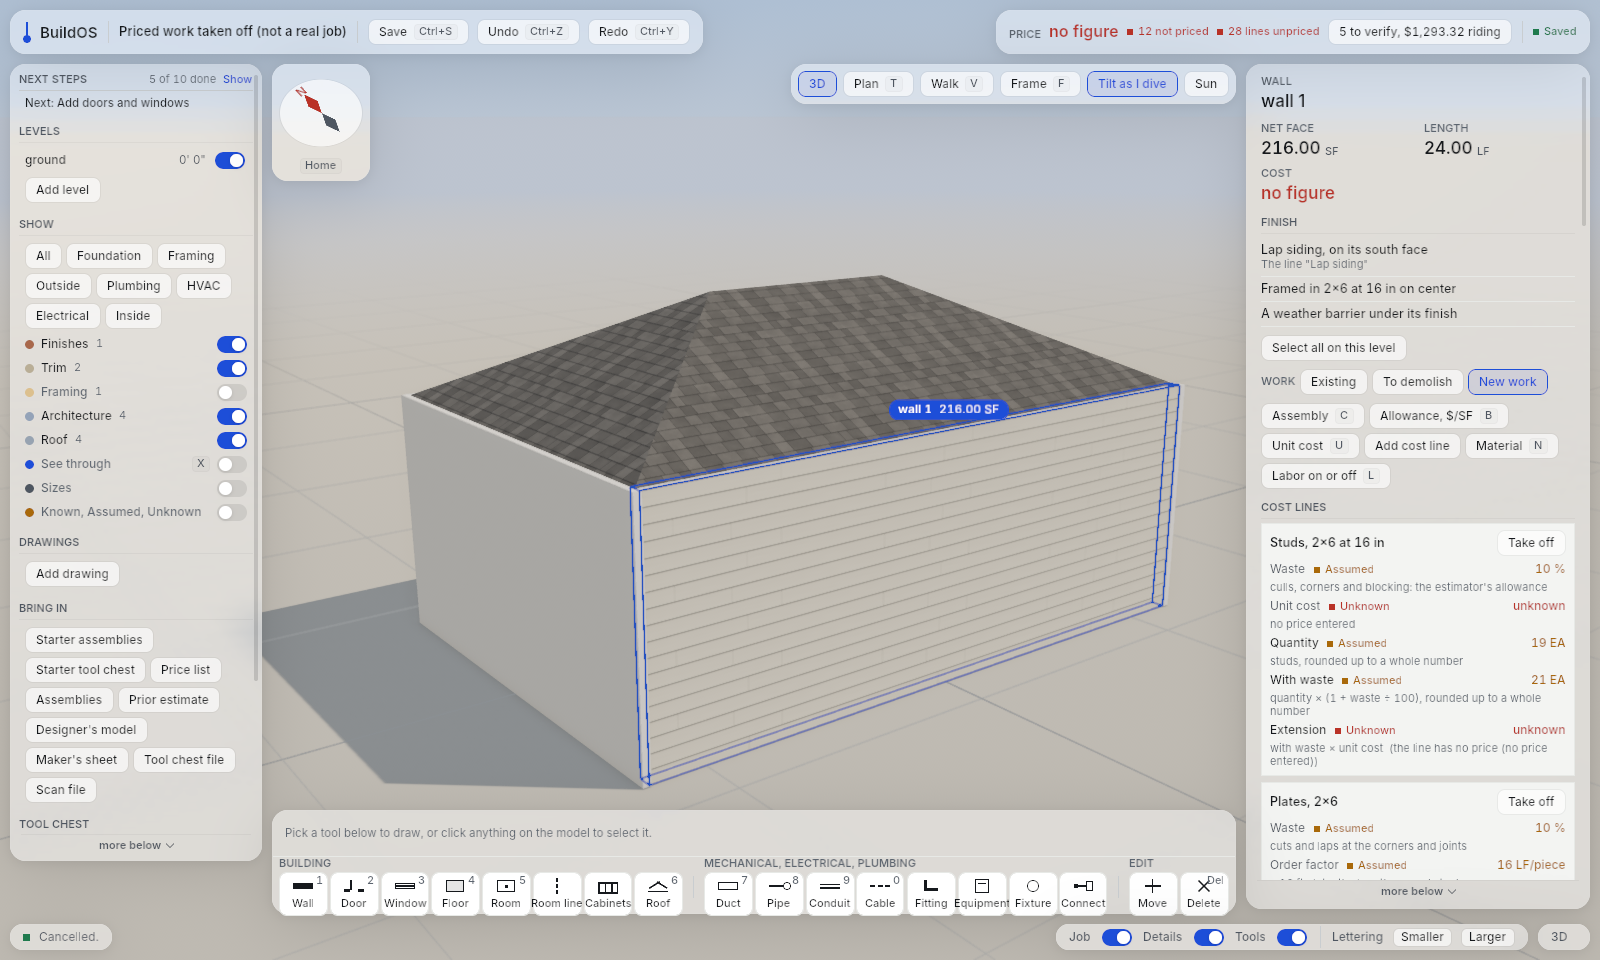 BuildOS
Priced work taken off (not a real job)
Save Ctrl+S
Undo Ctrl+Z
Redo Ctrl+Y
PRICE no figure
12 not priced
28 lines unpriced
5 to verify, $1,293.32 riding
Saved
NEXT STEPS 5 of 10 done Show
Next: Add doors and windows
LEVELS
ground 0' 0"
Add level
SHOW
All Foundation Framing
Outside Plumbing HVAC
Electrical Inside
Finishes 1
Trim 2
Framing 1
Architecture 4
Roof 4
See through X
Sizes
Known, Assumed, Unknown
DRAWINGS
Add drawing
BRING IN
Starter assemblies
Starter tool chest Price list
Assemblies Prior estimate
Designer's model
Maker's sheet Tool chest file
Scan file
TOOL CHEST
more below
N
Home
3D Plan T Walk V Frame F Tilt as I dive Sun
wall 1 216.00 SF
Pick a tool below to draw, or click anything on the model to select it.
BUILDING
1 Wall
2 Door
3 Window
4 Floor
5 Room
Room line
Cabinets
6 Roof
MECHANICAL, ELECTRICAL, PLUMBING
7 Duct
8 Pipe
9 Conduit
0 Cable
Fitting
Equipment
Fixture
Connect
EDIT
Move
Del Delete
WALL
wall 1
NET FACE LENGTH
216.00 SF 24.00 LF
COST
no figure
FINISH
Lap siding, on its south face
The line "Lap siding"
Framed in 2×6 at 16 in on center
A weather barrier under its finish
Select all on this level
WORK Existing To demolish New work
Assembly C Allowance, $/SF B
Unit cost U Add cost line Material N
Labor on or off L
COST LINES
Studs, 2×6 at 16 in Take off
Waste Assumed 10 %
culls, corners and blocking: the estimator's allowance
Unit cost Unknown unknown
no price entered
Quantity Assumed 19 EA
studs, rounded up to a whole number
With waste Assumed 21 EA
quantity × (1 + waste ÷ 100), rounded up to a whole
number
Extension Unknown unknown
with waste × unit cost (the line has no price (no price
entered))
Plates, 2×6 Take off
Waste Assumed 10 %
cuts and laps at the corners and joints
Order factor Assumed 16 LF/piece
more below
Cancelled.
Job Details Tools Lettering Smaller Larger
3D